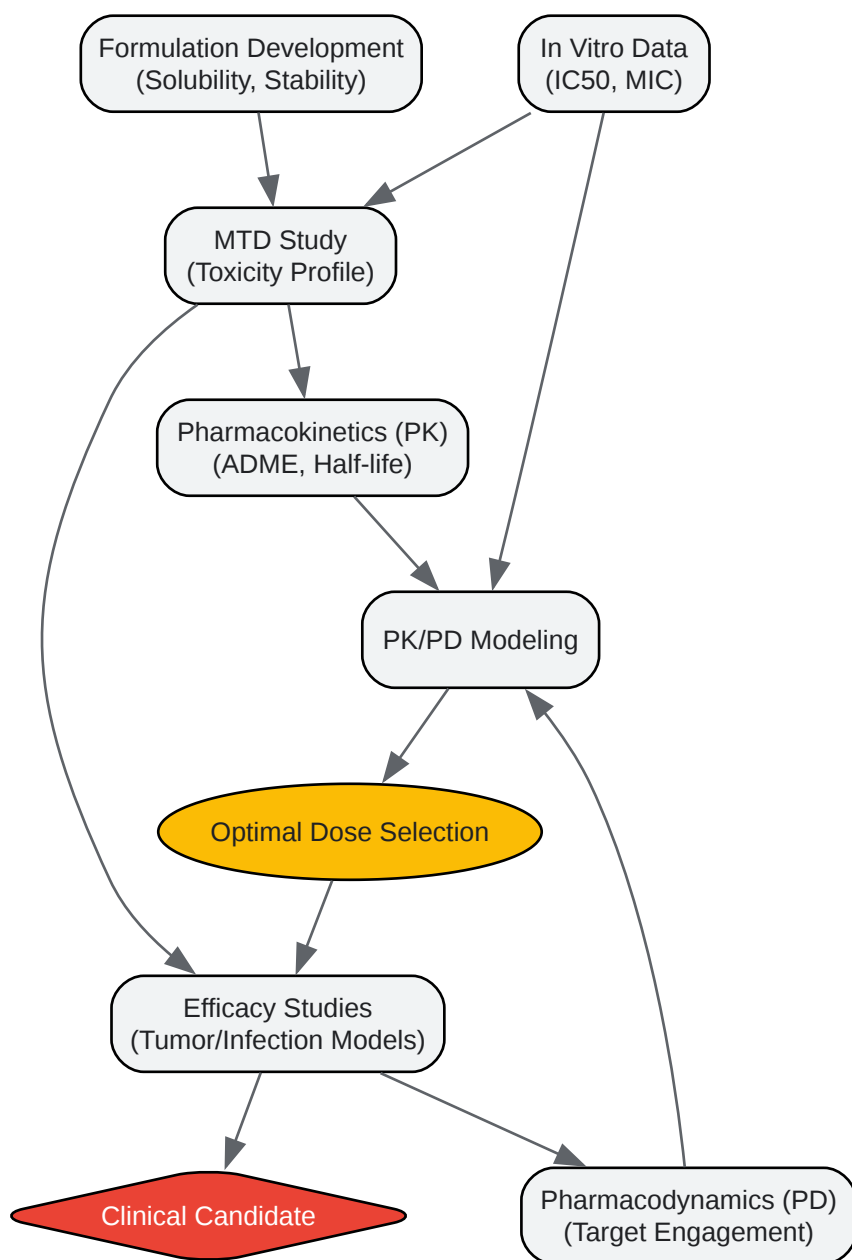 Formulation Development
(Solubility, Stability)
In Vitro Data
(IC50, MIC)
MTD Study
(Toxicity Profile)
Pharmacokinetics (PK)
(ADME, Half-life)
PK/PD Modeling
Optimal Dose Selection
Efficacy Studies
(Tumor/Infection Models)
Clinical Candidate
Pharmacodynamics (PD)
(Target Engagement)